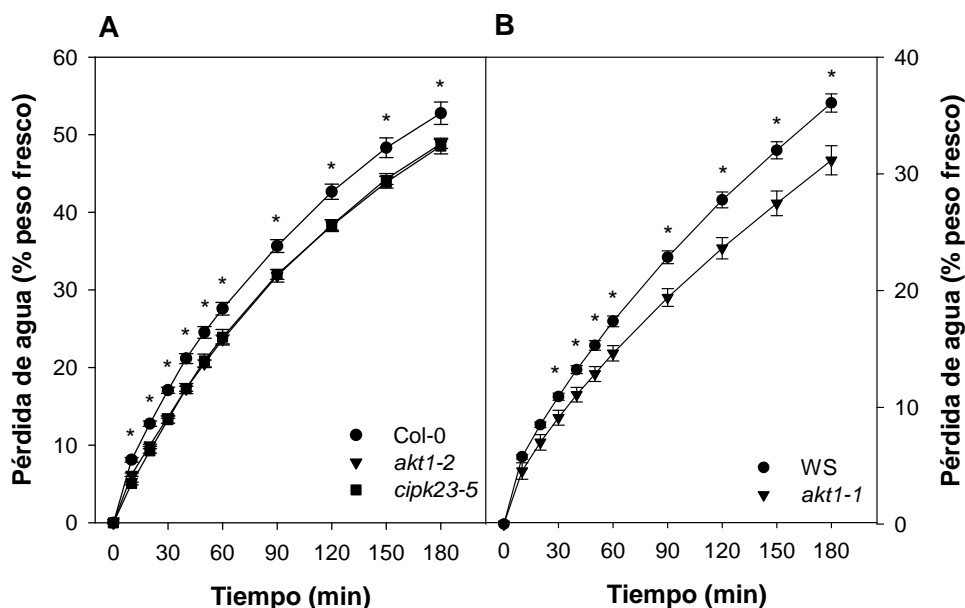 A
Pérdida de agua (% peso fresco)
60
50
40
30
20
10
0
* * * * * * * * * *
Col-0
akt1-2
cipk23-5
0 30 60 90 120 150 180
Tiempo (min)
B
40
30
20
10
0
Pérdida de agua (% peso fresco)
* * * * * * * *
WS
akt1-1
0 30 60 90 120 150 180
Tiempo (min)